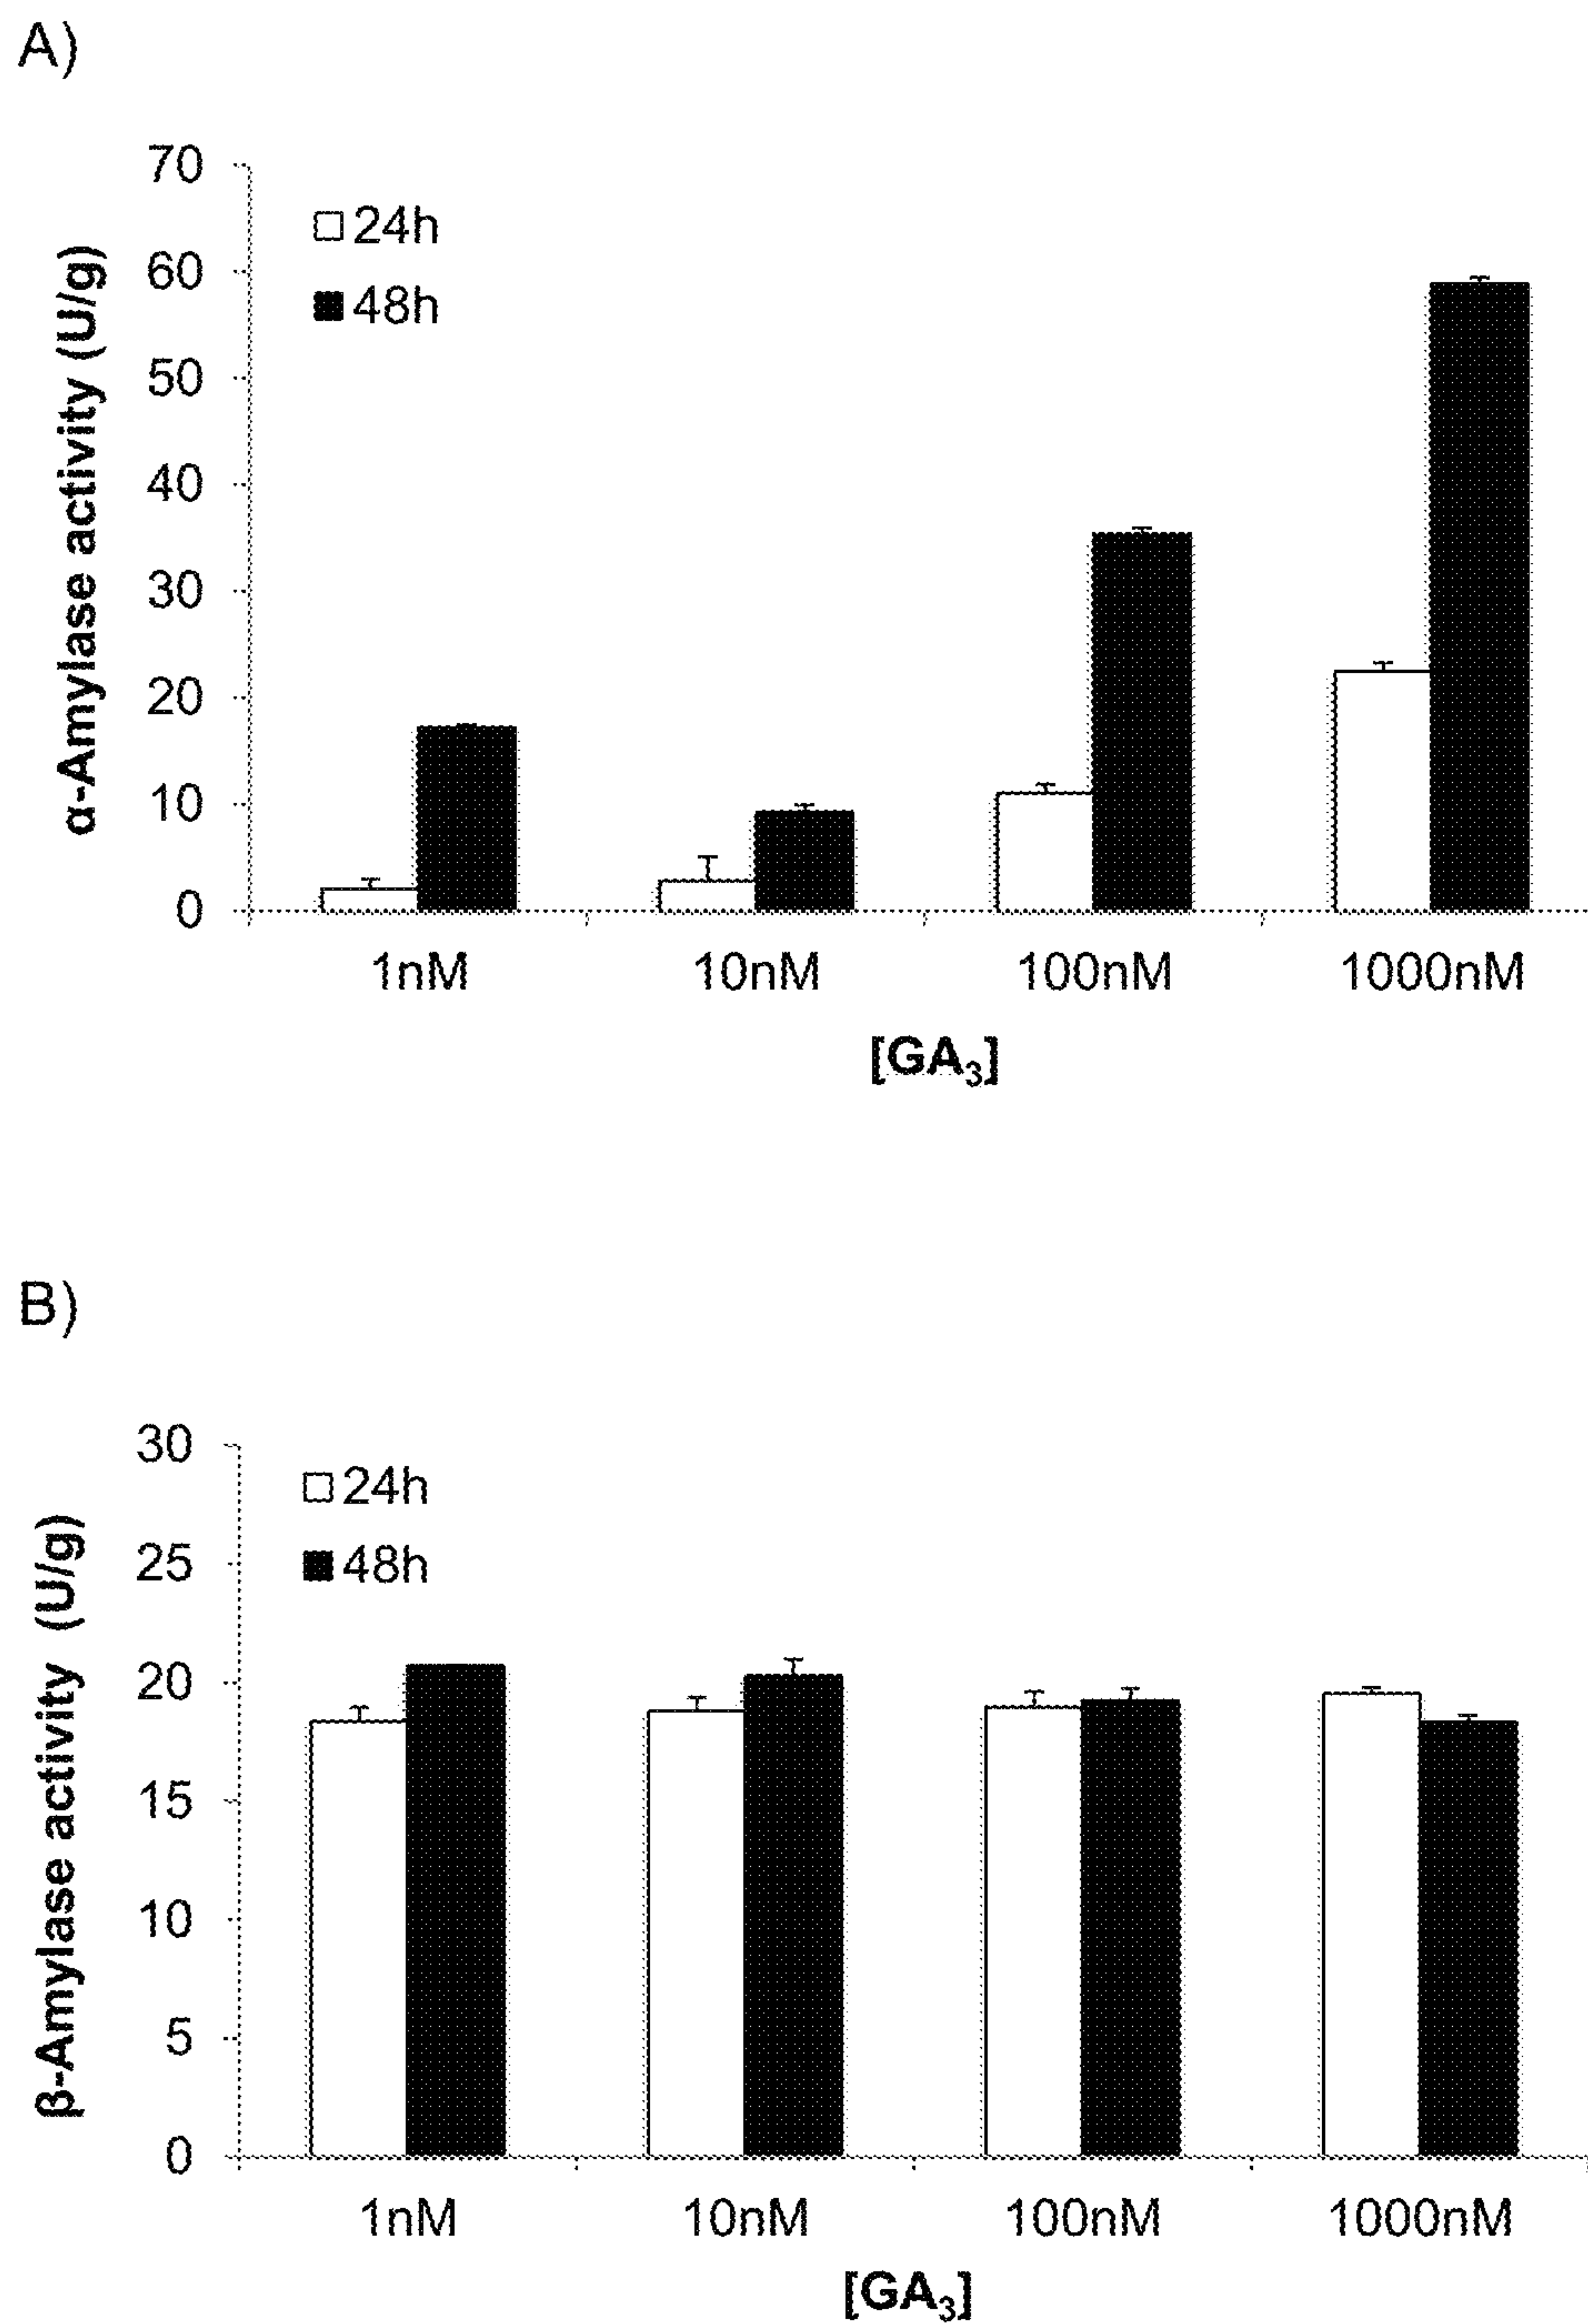 A)
α-Amylase activity (U/g)
70
60
50
40
30
20
10
0
24h
48h
1nM 10nM 100nM 1000nM
[GA₃]
B)
β-Amylase activity (U/g)
30
25
20
15
10
5
0
24h
48h
1nM 10nM 100nM 1000nM
[GA₃]